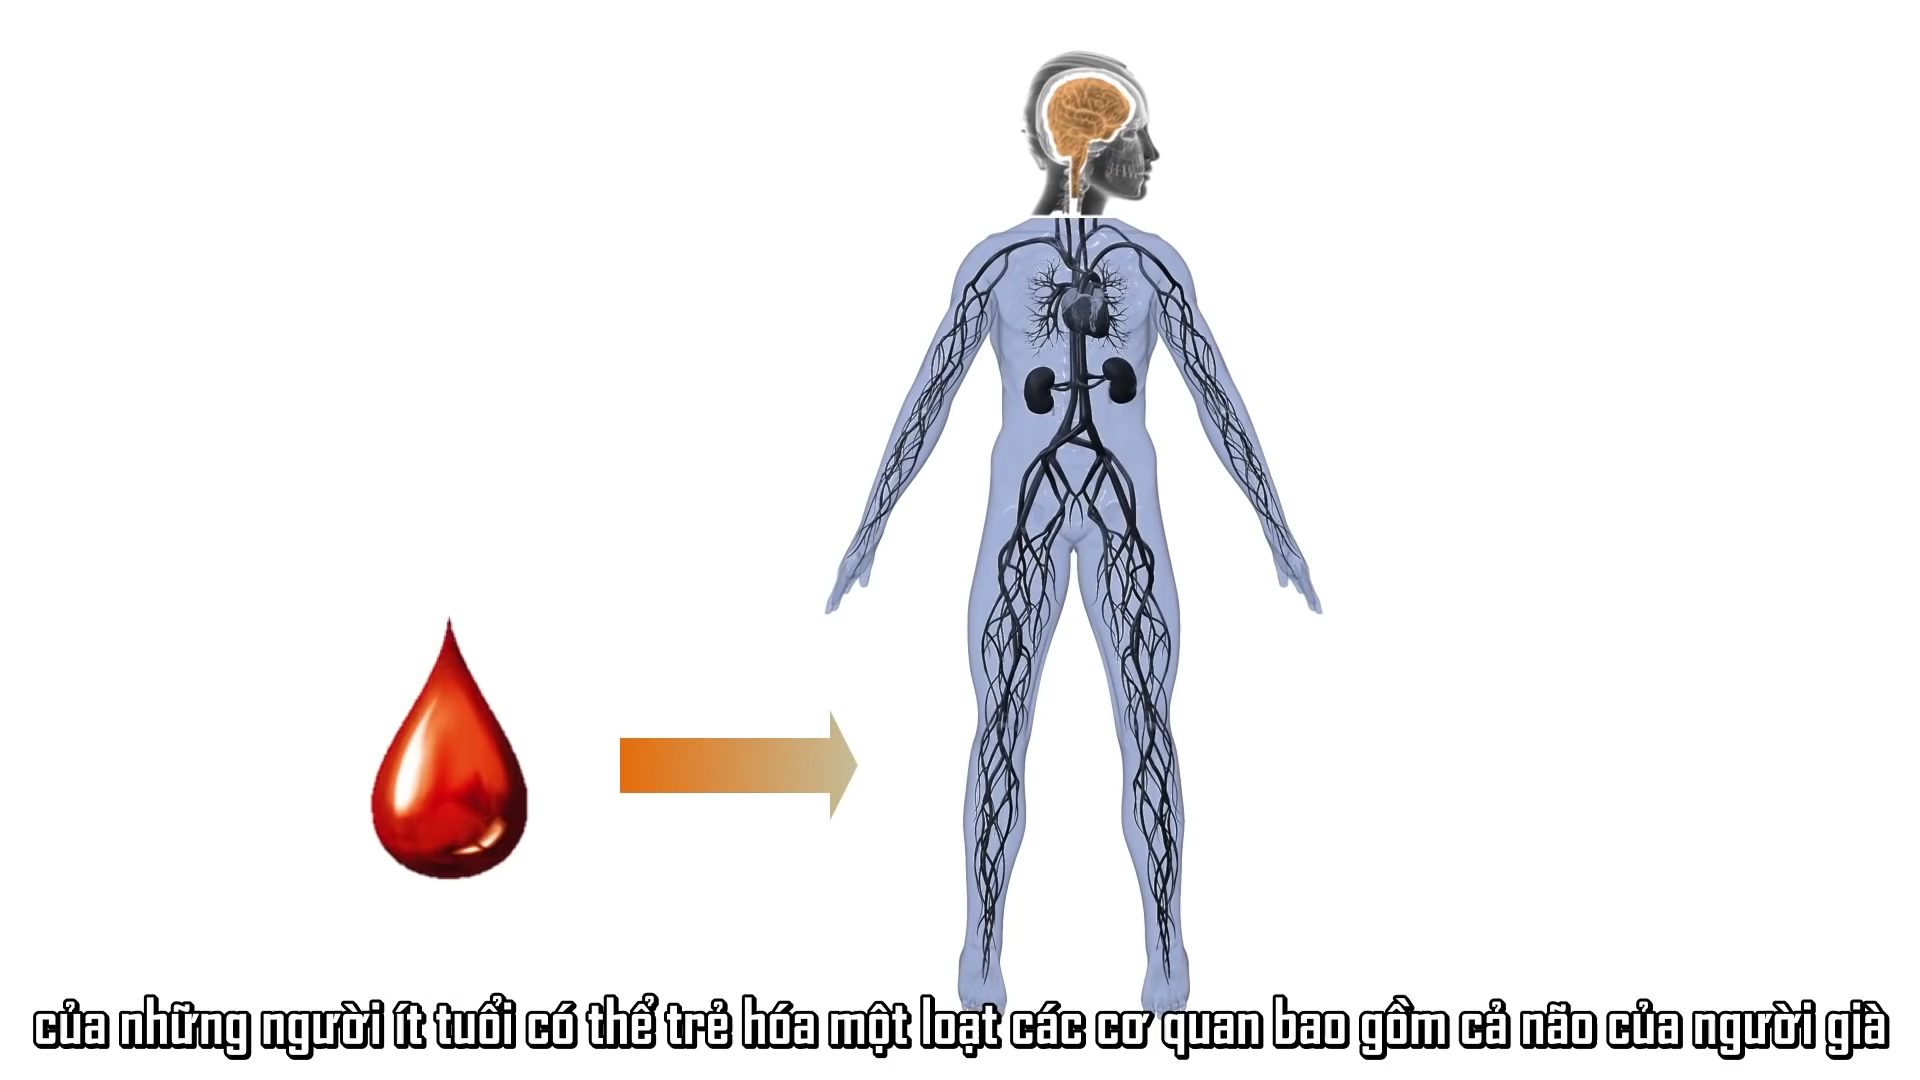 của những người ít tuổi có thể trẻ hóa một loạt các cơ quan bao gồm cả não của người già